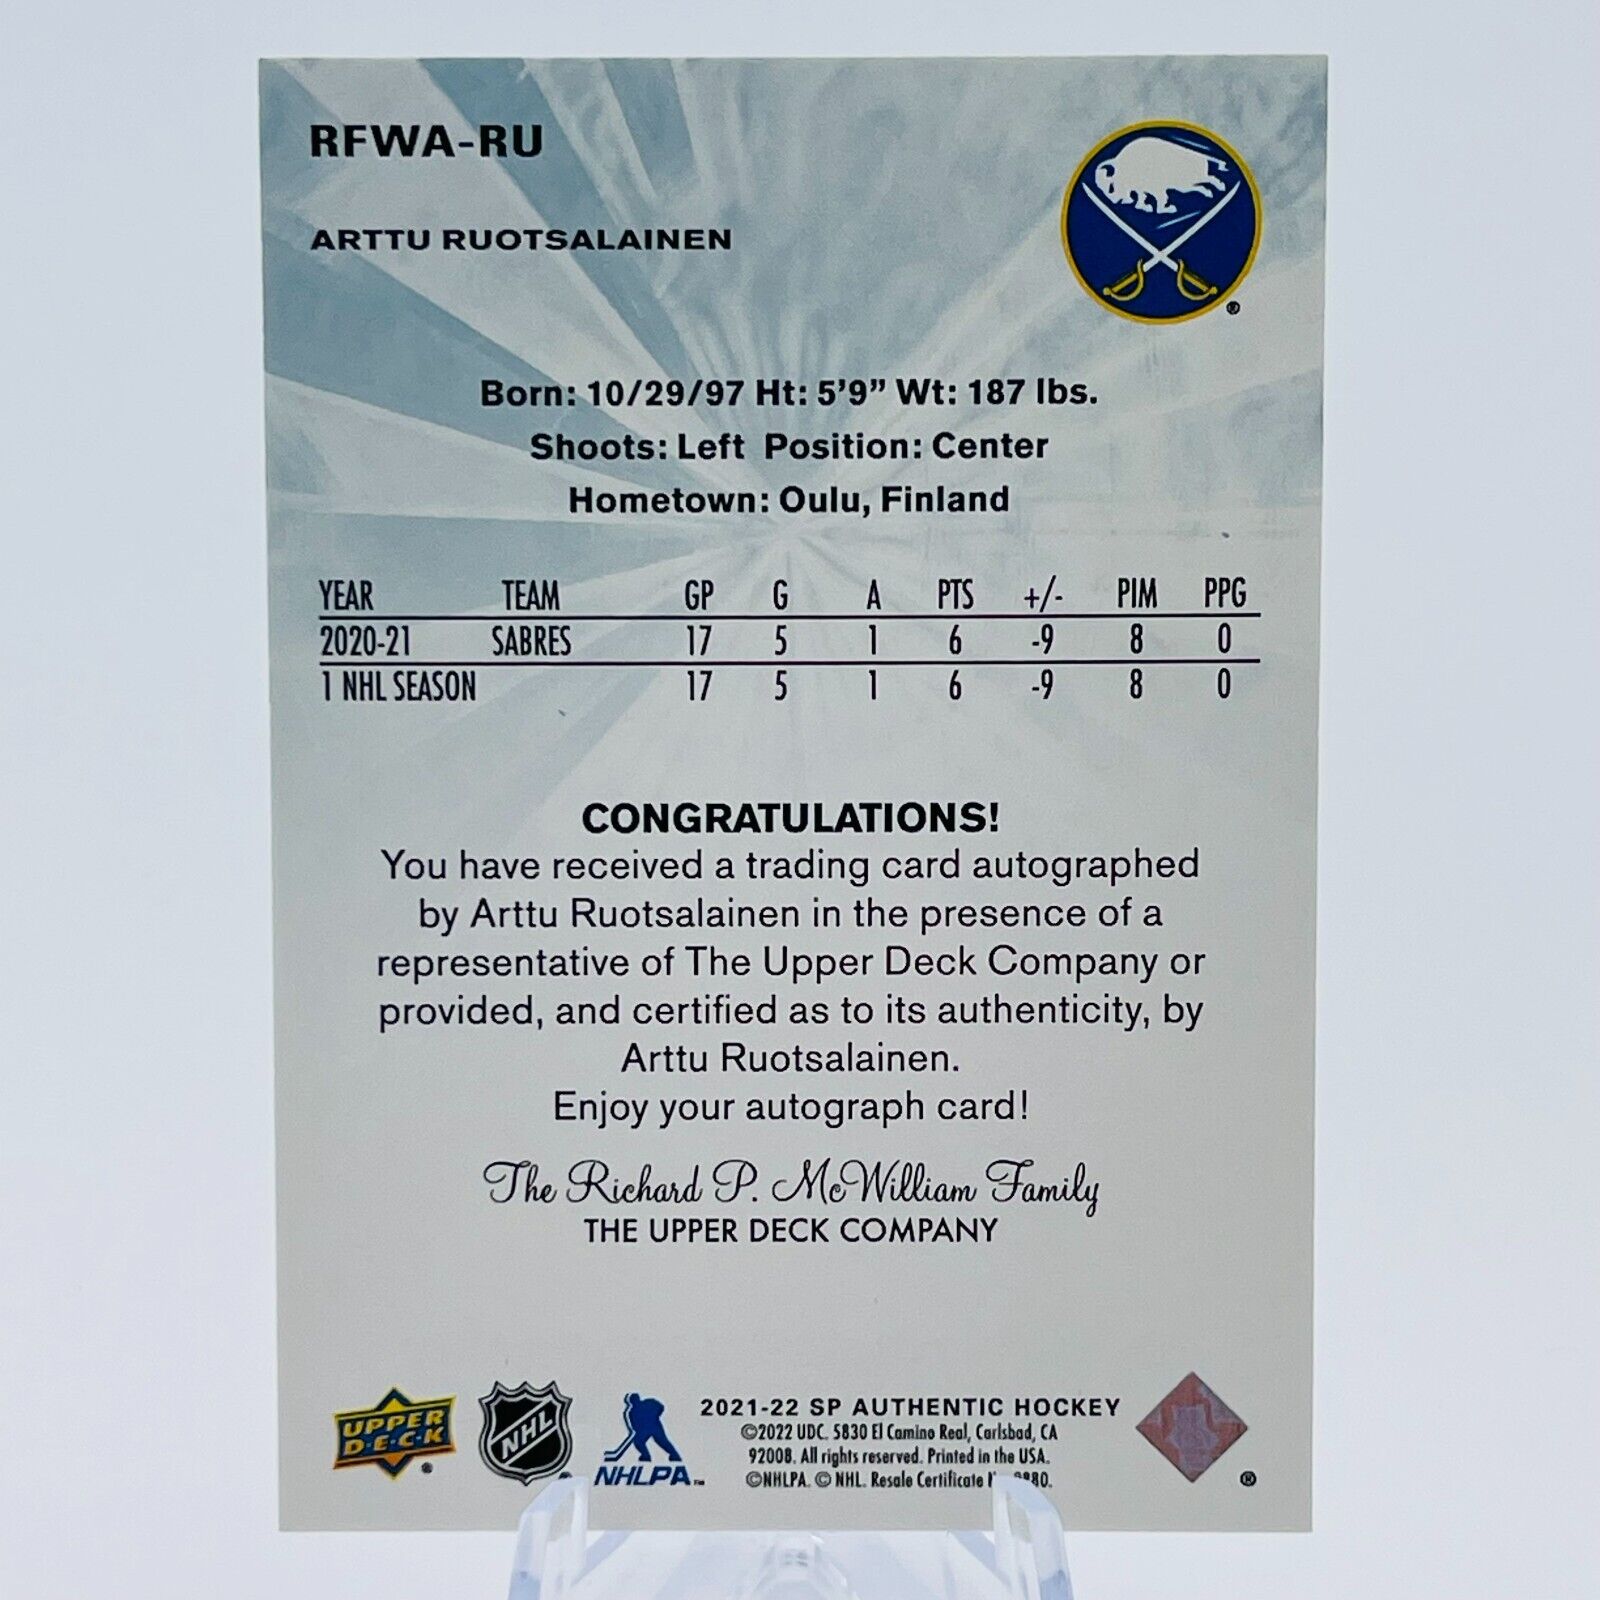 RFWA-RU
ARTTU RUOTSALAINEN
®
Born: 10/29/97 Ht: 5'9" Wt: 187 lbs.
Shoots: Left Position: Center
Hometown: Oulu, Finland
YEAR TEAM GP G A PTS +/- PIM PPG
2020-21 SABRES 17 5 1 6 -9 8 0
1 NHL SEASON 17 5 1 6 -9 8 0
CONGRATULATIONS!
You have received a trading card autographed
by Arttu Ruotsalainen in the presence of a
representative of The Upper Deck Company or
provided, and certified as to its authenticity, by
Arttu Ruotsalainen.
Enjoy your autograph card!
The Richard P. McWilliam Family
THE UPPER DECK COMPANY
UPPER
D·E·C·K
®
NHL
®
NHLPA™
2021-22 SP AUTHENTIC HOCKEY
©2022 UDC. 5830 El Camino Real, Carlsbad, CA
92008. All rights reserved. Printed in the USA.
©NHLPA. © NHL. Resale Certificate
®